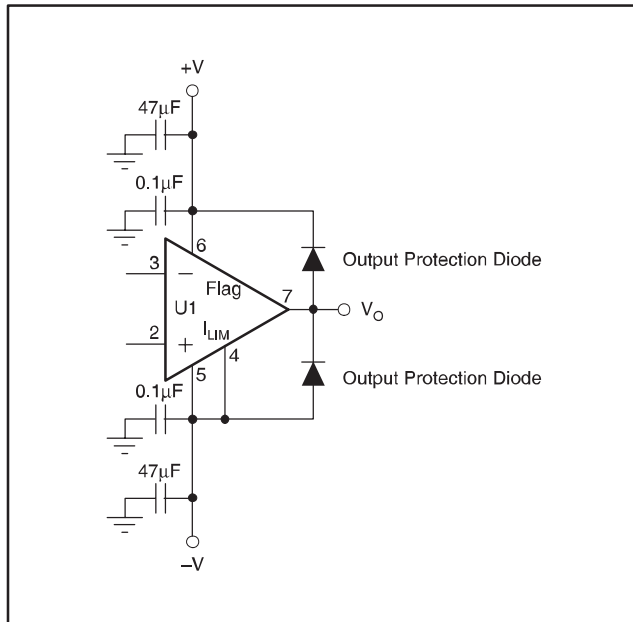 +V
47μF
0.1μF
6
3
–
Flag
7
Output Protection Diode
U1
V_O
I_LIM
2
+
4
5
Output Protection Diode
0.1μF
47μF
–V